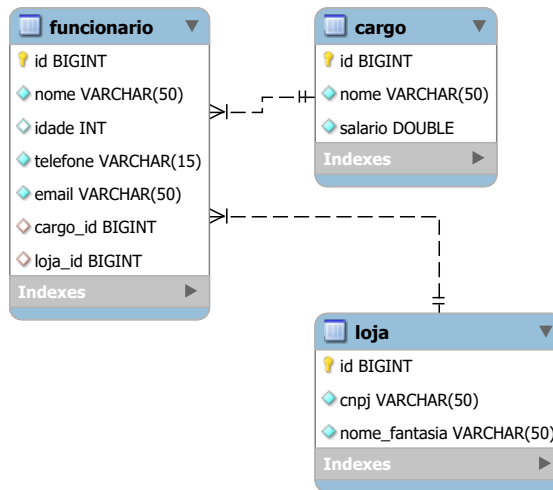 funcionario
id BIGINT
nome VARCHAR(50)
idade INT
telefone VARCHAR(15)
email VARCHAR(50)
cargo_id BIGINT
loja_id BIGINT
Indexes
cargo
id BIGINT
nome VARCHAR(50)
salario DOUBLE
Indexes
loja
id BIGINT
cnpj VARCHAR(50)
nome_fantasia VARCHAR(50)
Indexes